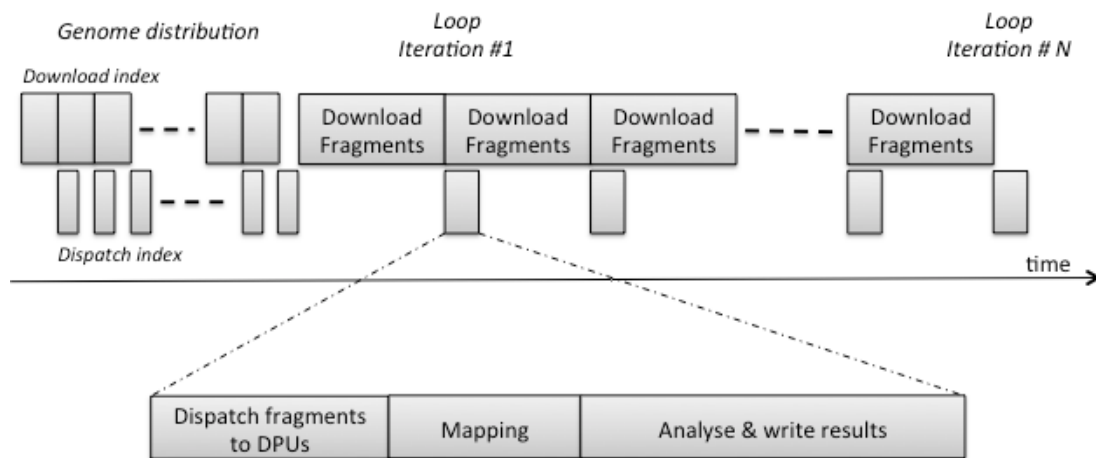 Genome distribution
Loop
Iteration #1
Loop
Iteration # N
Download index
Download
Fragments
Download
Fragments
Download
Fragments
Download
Fragments
Dispatch index
time
Dispatch fragments
to DPUs
Mapping
Analyse & write results